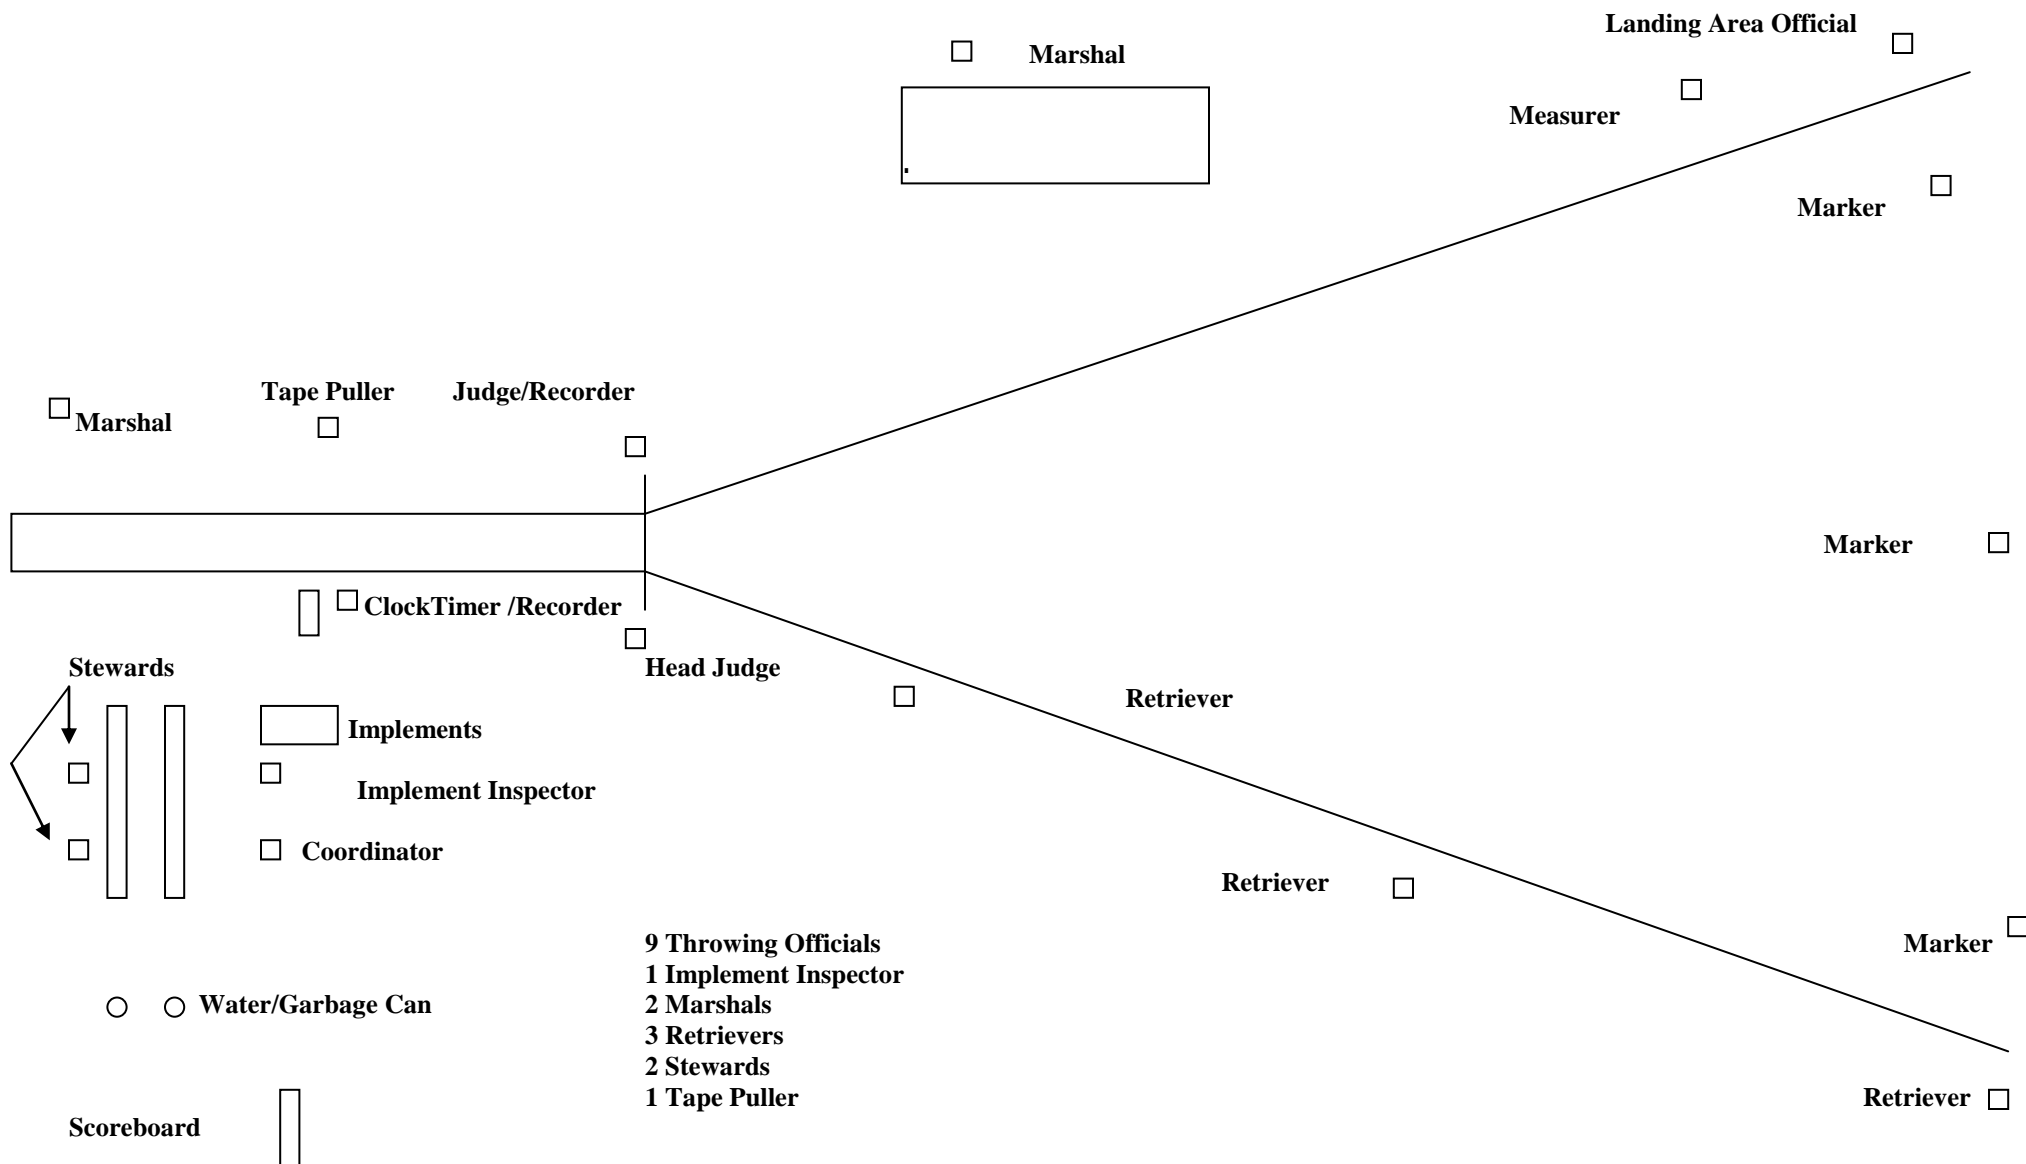 Landing Area Official
Marshal
Measurer
Marker
Tape Puller
Judge/Recorder
Marshal
Marker
ClockTimer /Recorder
Stewards
Head Judge
Retriever
Implements
Implement Inspector
Coordinator
Retriever
Marker
9 Throwing Officials
1 Implement Inspector
2 Marshals
3 Retrievers
2 Stewards
1 Tape Puller
Water/Garbage Can
Retriever
Scoreboard